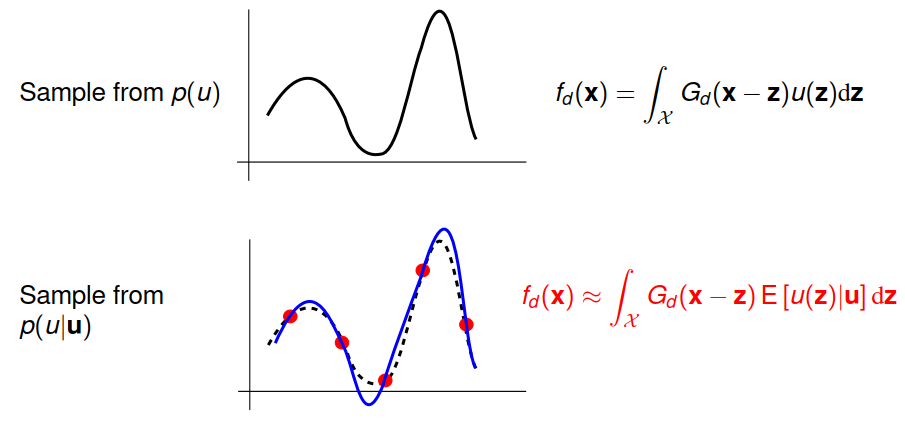 Sample from p(u)
f_d(x) = ∫_𝒳 G_d(x − z)u(z)dz
Sample from
p(u|u)
f_d(x) ≈ ∫_𝒳 G_d(x − z) E [u(z)|u] dz